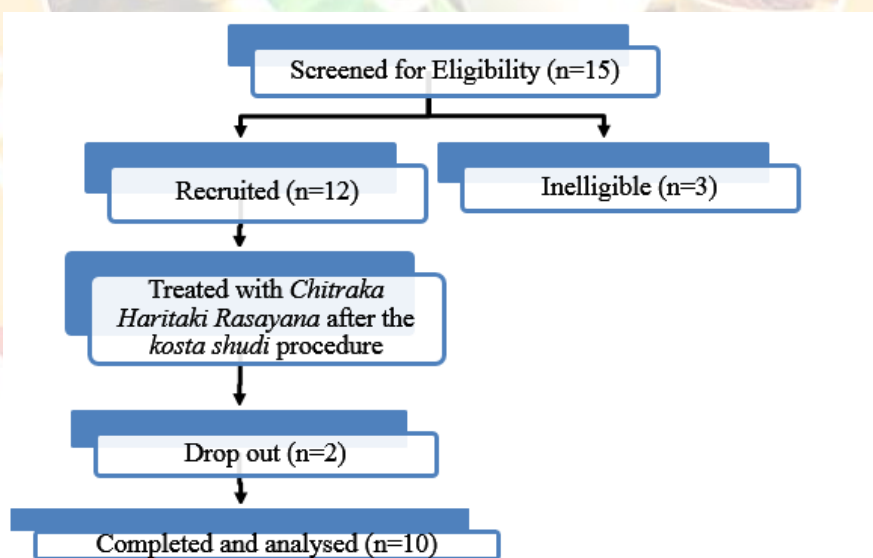 Screened for Eligibility (n=15)
Recruited (n=12)
Inelligible (n=3)
Treated with Chitraka
Haritaki Rasayana after the
kosta shudi procedure
Drop out (n=2)
Completed and analysed (n=10)